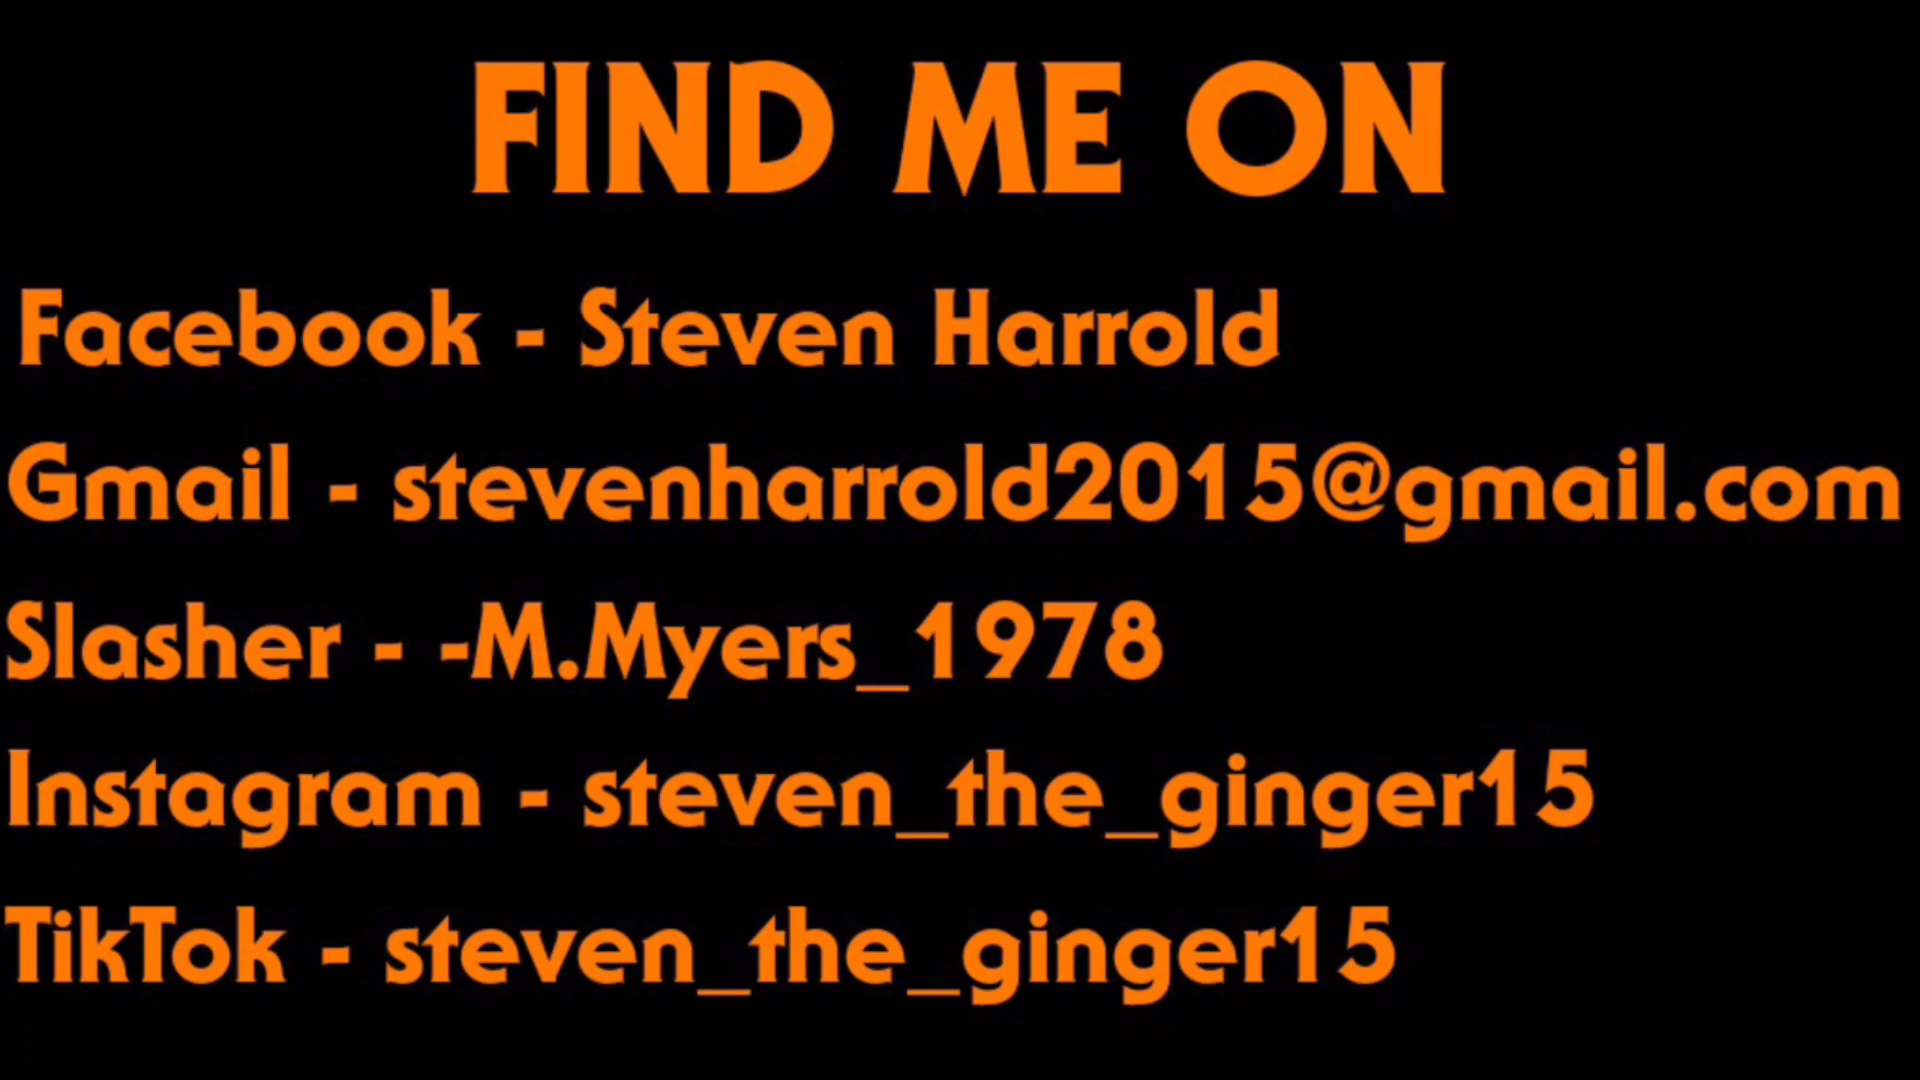 FIND ME ON
Facebook - Steven Harrold
Gmail - stevenharrold2015@gmail.com
Slasher - -M.Myers_1978
Instagram - steven_the_ginger15
TikTok - steven_the_ginger15